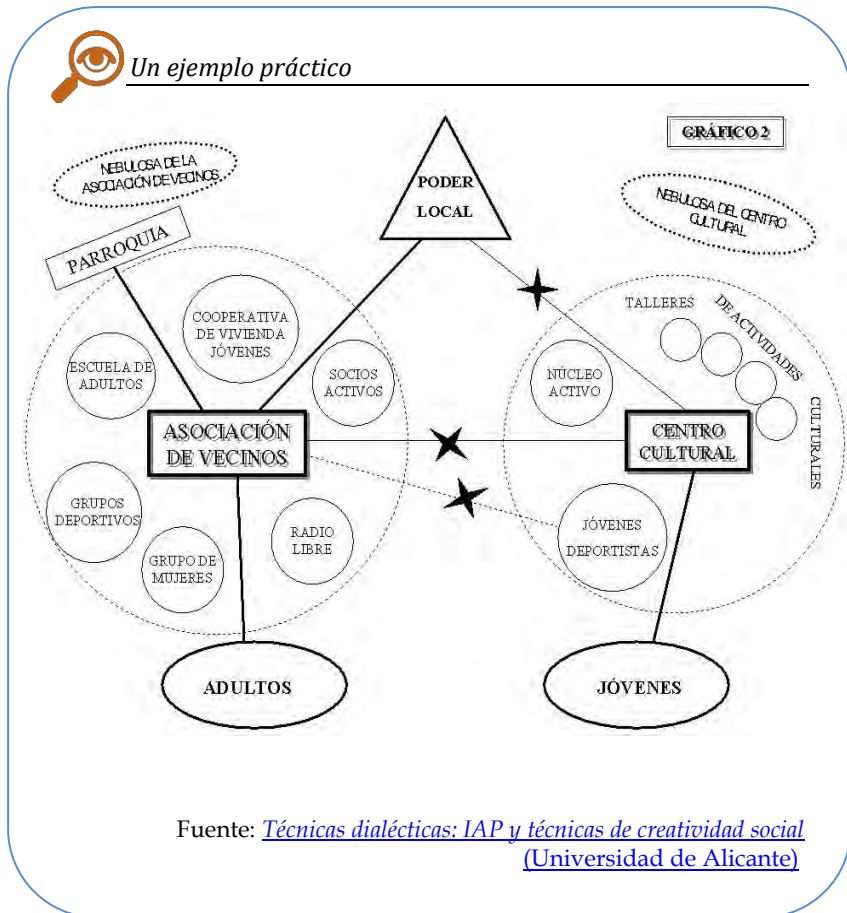 Un ejemplo práctico
GRÁFICO 2
NEBULOSA DE LA
ASOCIACIÓN DE VECINOS
PODER
LOCAL
NEBULOSA DEL CENTRO
CULTURAL
PARROQUIA
COOPERATIVA
DE VIVIENDA
JÓVENES
ESCUELA DE
ADULTOS
SOCIOS
ACTIVOS
NÚCLEO
ACTIVO
TALLERES
DE ACTIVIDADES
CULTURALES
ASOCIACIÓN
DE VECINOS
CENTRO
CULTURAL
GRUPOS
DEPORTIVOS
GRUPO DE
MUJERES
RADIO
LIBRE
JÓVENES
DEPORTISTAS
ADULTOS
JÓVENES
Fuente: Técnicas dialécticas: IAP y técnicas de creatividad social
(Universidad de Alicante)